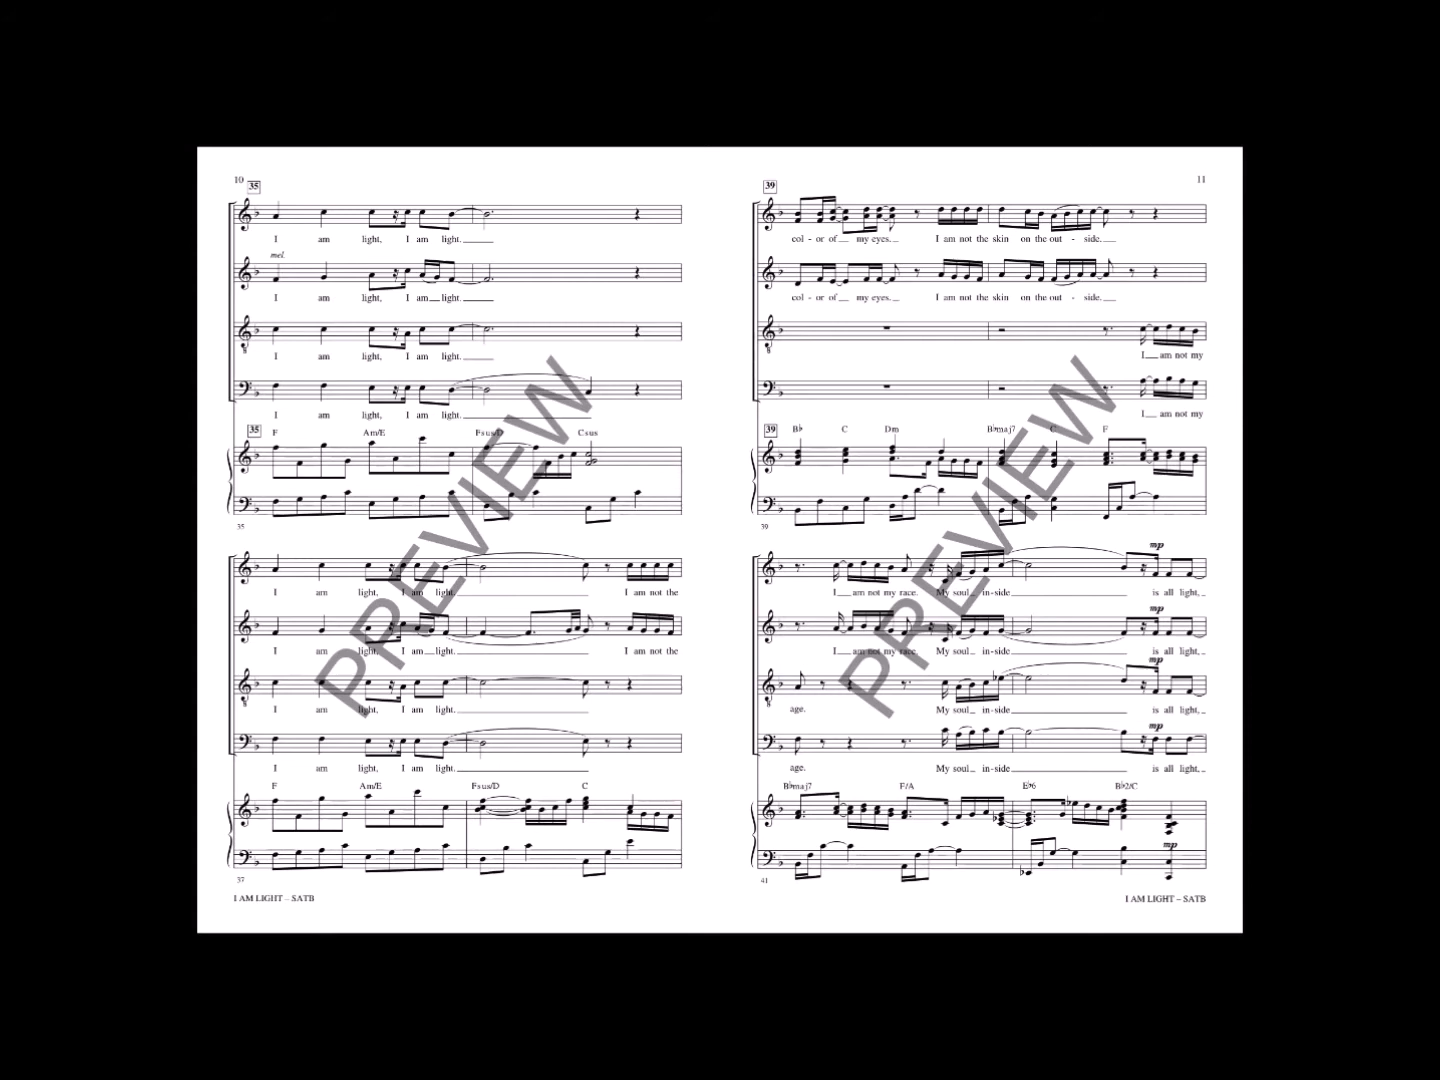 10
35
I am light, I am light.
mel.
I am light, I am light.
I am light, I am light.
I am light, I am light.
35 F Am/E Fsus/D Csus
35
I am light, I am light. I am not the
I am light, I am light. I am not the
I am light, I am light.
I am light, I am light.
F Am/E Fsus/D C
37
I AM LIGHT – SATB
11
39
col - or of my eyes. I am not the skin on the out - side.
col - or of my eyes. I am not the skin on the out - side.
I am not my
I am not my
39 B♭ C Dm B♭maj7 C F
39
mp
I am not my race. My soul in-side is all light,
mp
I am not my race. My soul in-side is all light,
mp
age. My soul in-side is all light,
mp
age. My soul in-side is all light,
B♭maj7 F/A E♭6 B♭2/C
mp
41
I AM LIGHT – SATB
PREVIEW
PREVIEW